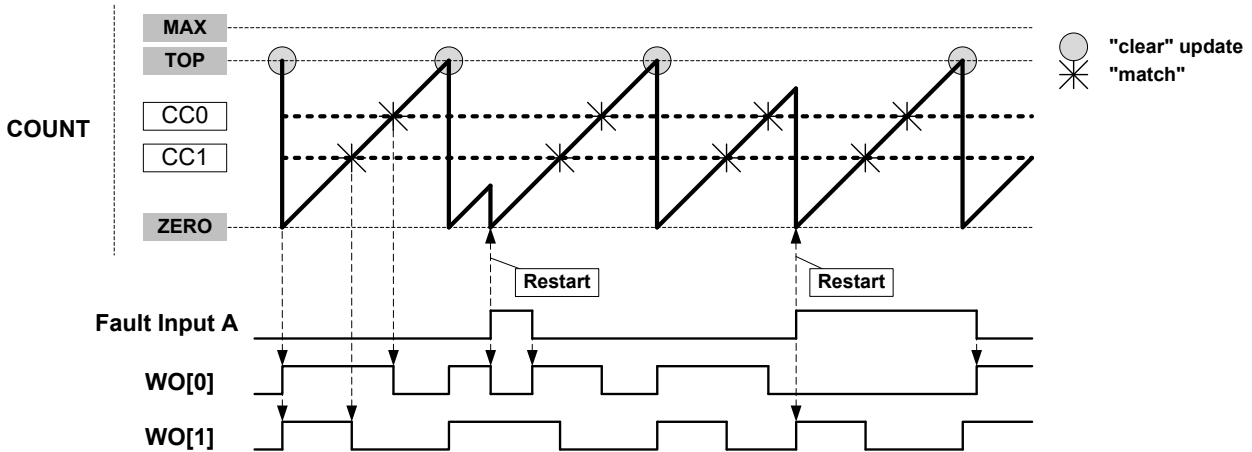 MAX
"clear" update
TOP
"match"
CC0
COUNT
CC1
ZERO
Restart
Restart
Fault Input A
WO[0]
WO[1]